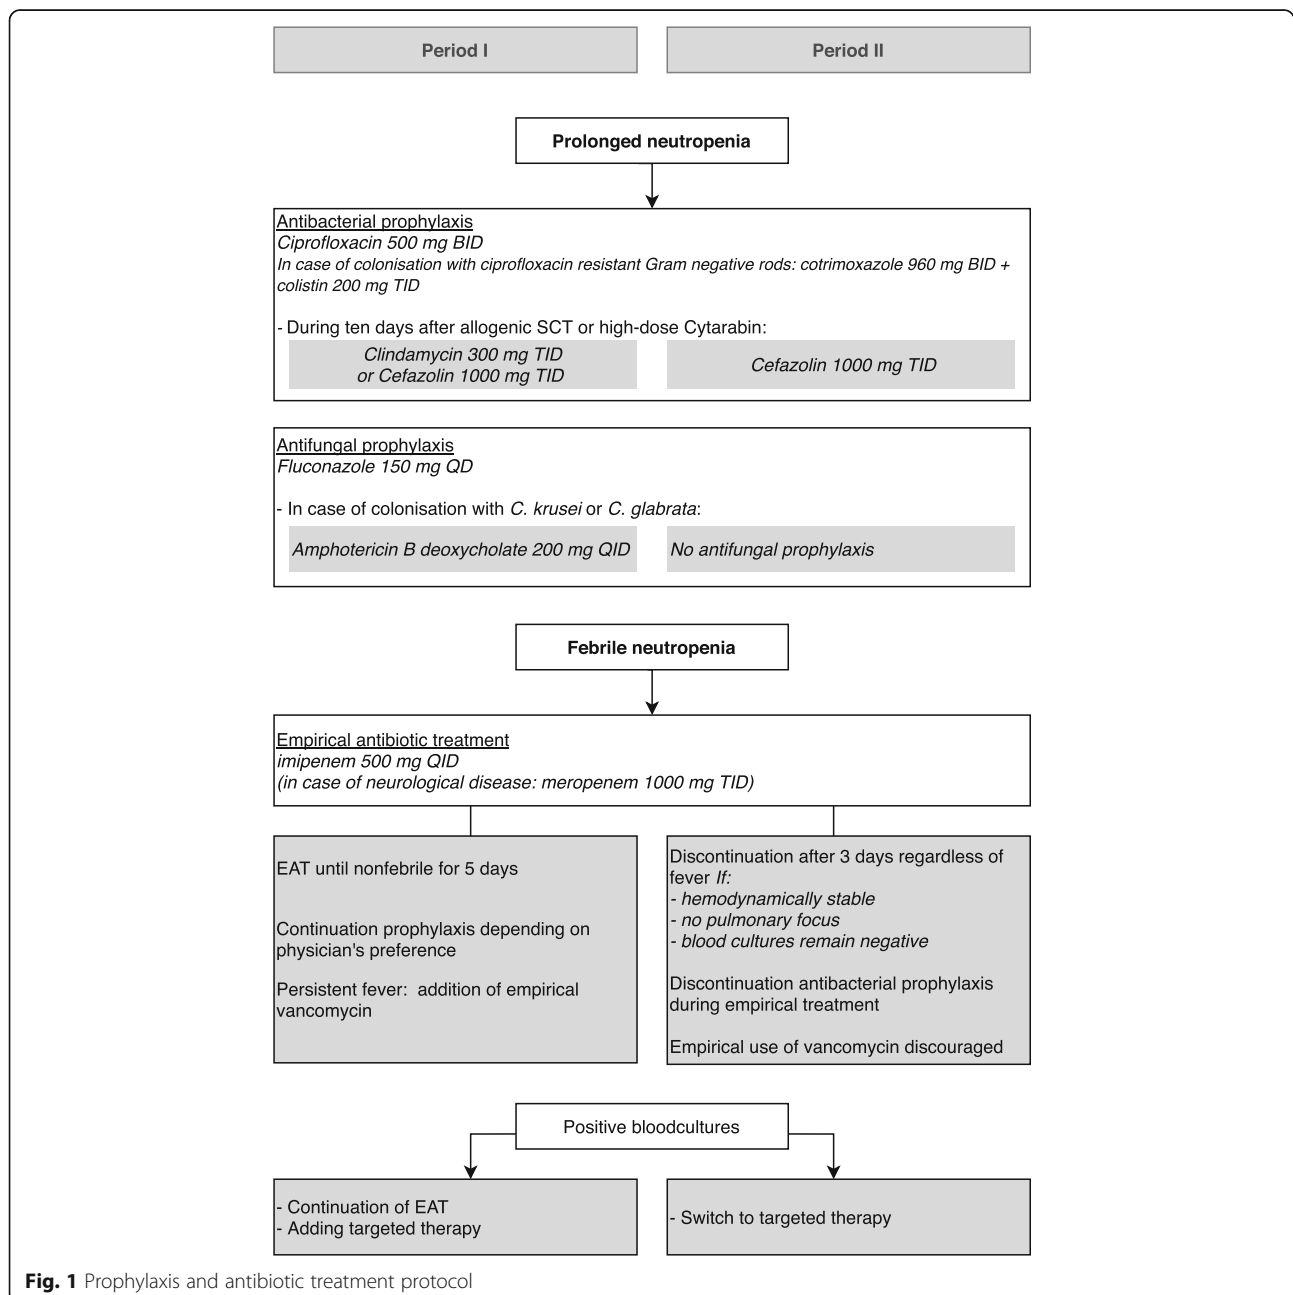 Period I
Period II
Prolonged neutropenia
Antibacterial prophylaxis
Ciprofloxacin 500 mg BID
In case of colonisation with ciprofloxacin resistant Gram negative rods: cotrimoxazole 960 mg BID +
colistin 200 mg TID
- During ten days after allogenic SCT or high-dose Cytarabin:
Clindamycin 300 mg TID
or Cefazolin 1000 mg TID
Cefazolin 1000 mg TID
Antifungal prophylaxis
Fluconazole 150 mg QD
- In case of colonisation with C. krusei or C. glabrata:
Amphotericin B deoxycholate 200 mg QID
No antifungal prophylaxis
Febrile neutropenia
Empirical antibiotic treatment
imipenem 500 mg QID
(in case of neurological disease: meropenem 1000 mg TID)
EAT until nonfebrile for 5 days
Continuation prophylaxis depending on
physician's preference
Persistent fever: addition of empirical
vancomycin
Discontinuation after 3 days regardless of
fever If:
- hemodynamically stable
- no pulmonary focus
- blood cultures remain negative
Discontinuation antibacterial prophylaxis
during empirical treatment
Empirical use of vancomycin discouraged
Positive bloodcultures
- Continuation of EAT
- Adding targeted therapy
- Switch to targeted therapy
Fig. 1 Prophylaxis and antibiotic treatment protocol